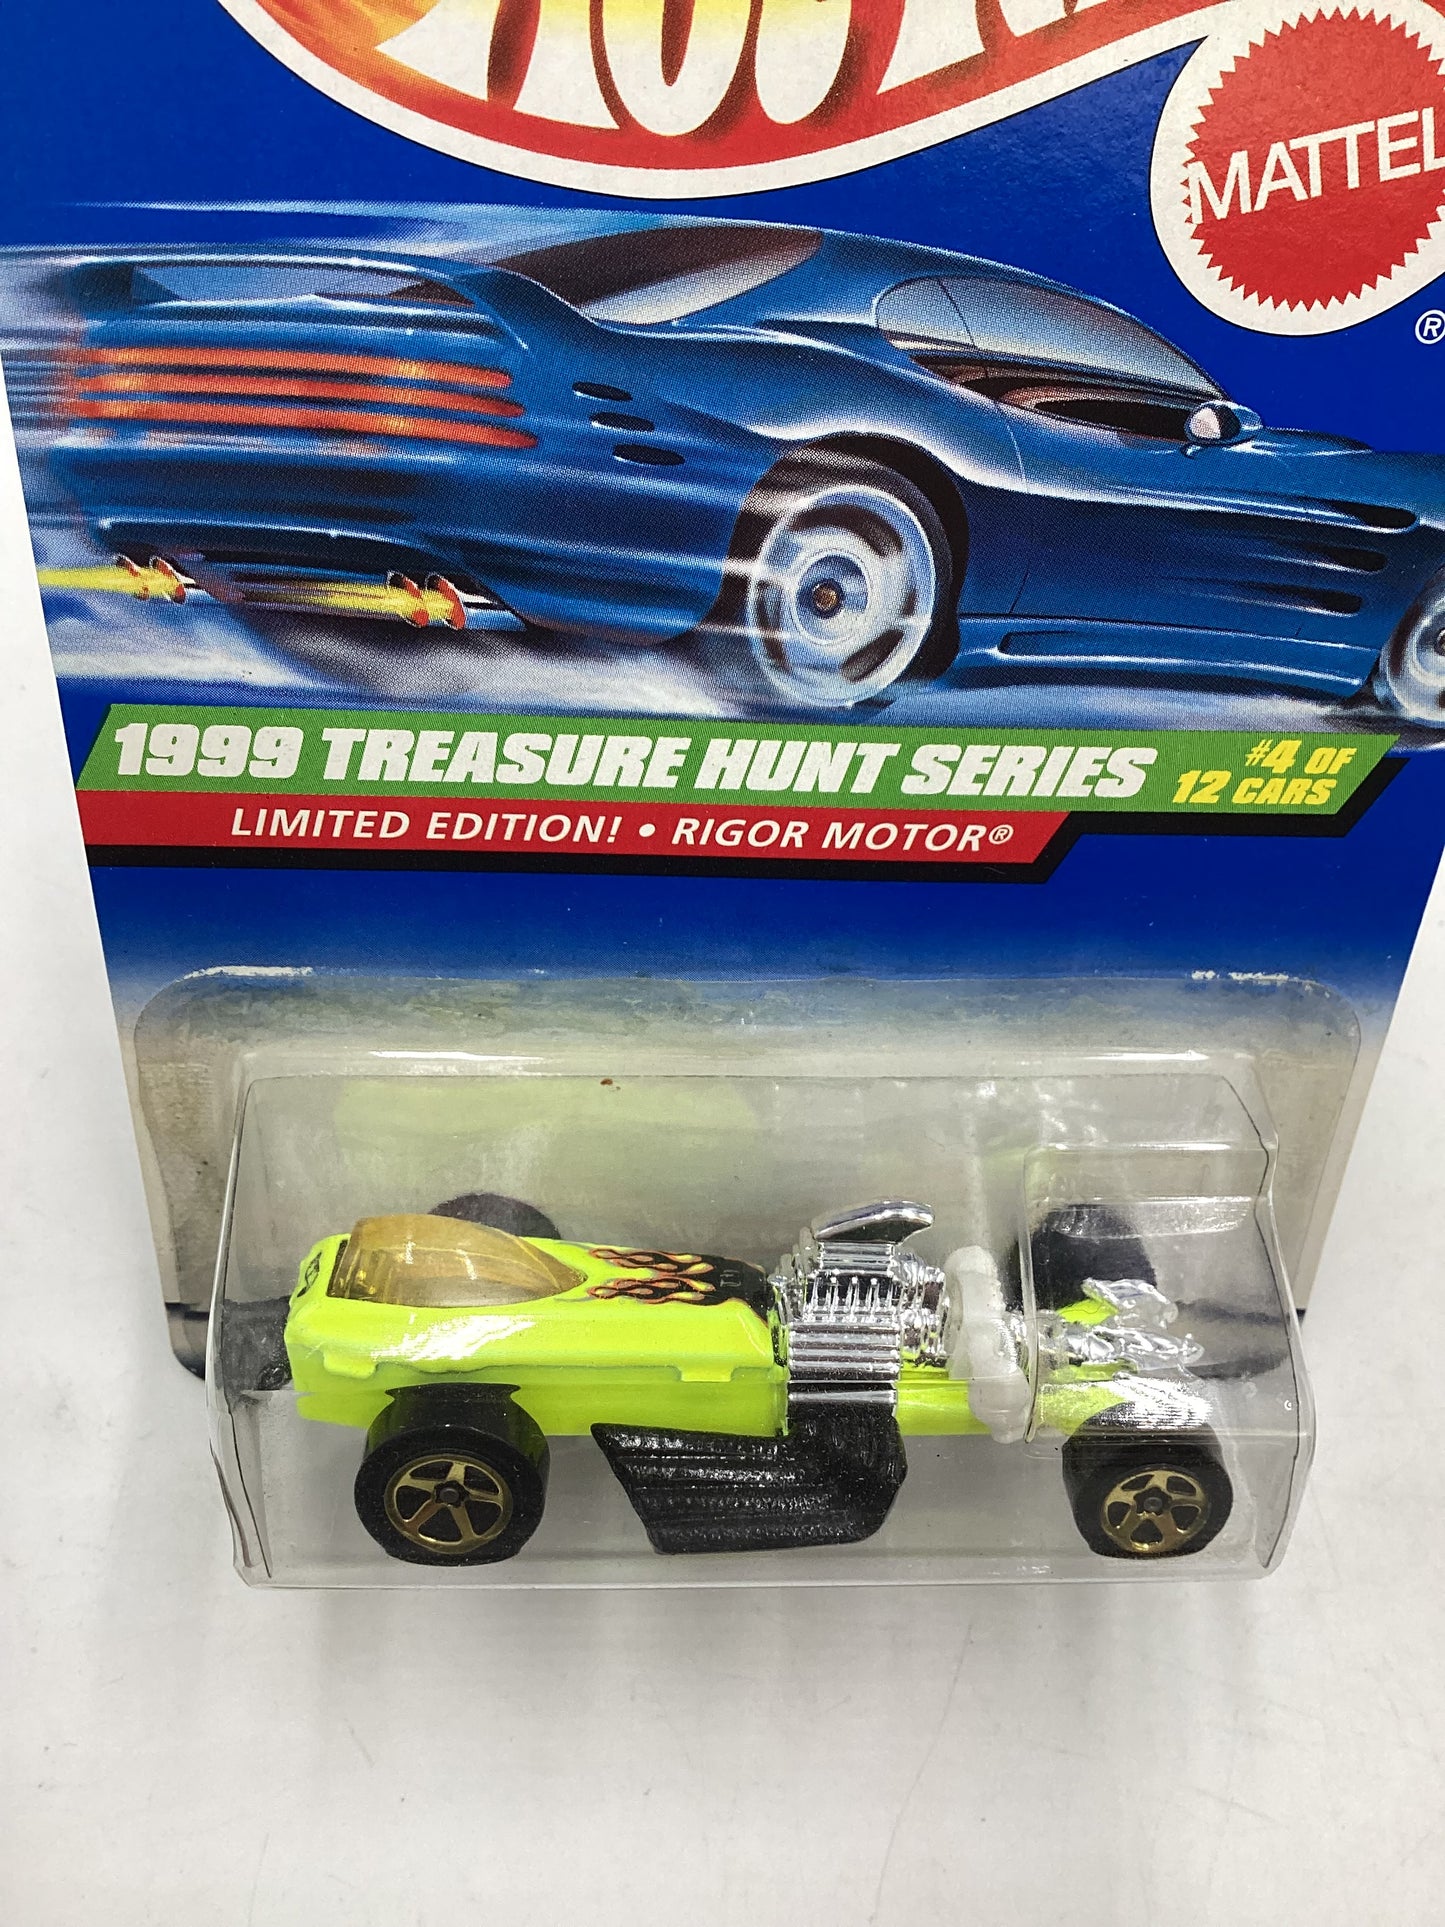 MATTEL
®
1999 TREASURE HUNT SERIES #4 OF
12 CARS
LIMITED EDITION! • RIGOR MOTOR®